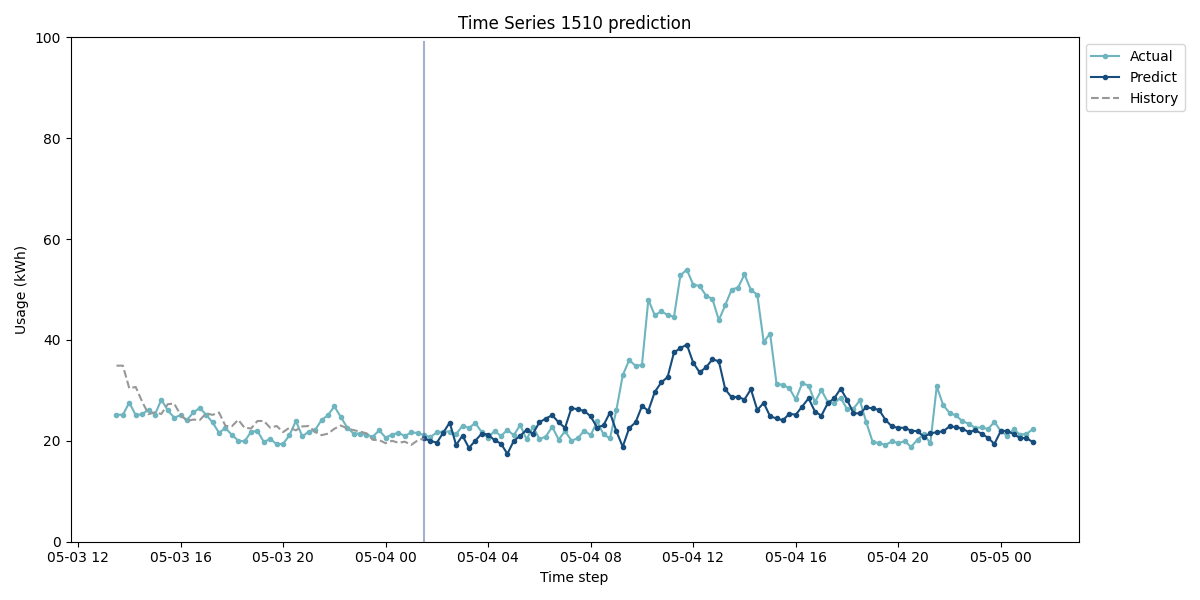 Time Series 1510 prediction
100
80
60
40
20
0
Usage (kWh)
05-03 12
05-03 16
05-03 20
05-04 00
05-04 04
05-04 08
05-04 12
05-04 16
05-04 20
05-05 00
Time step
Actual
Predict
History